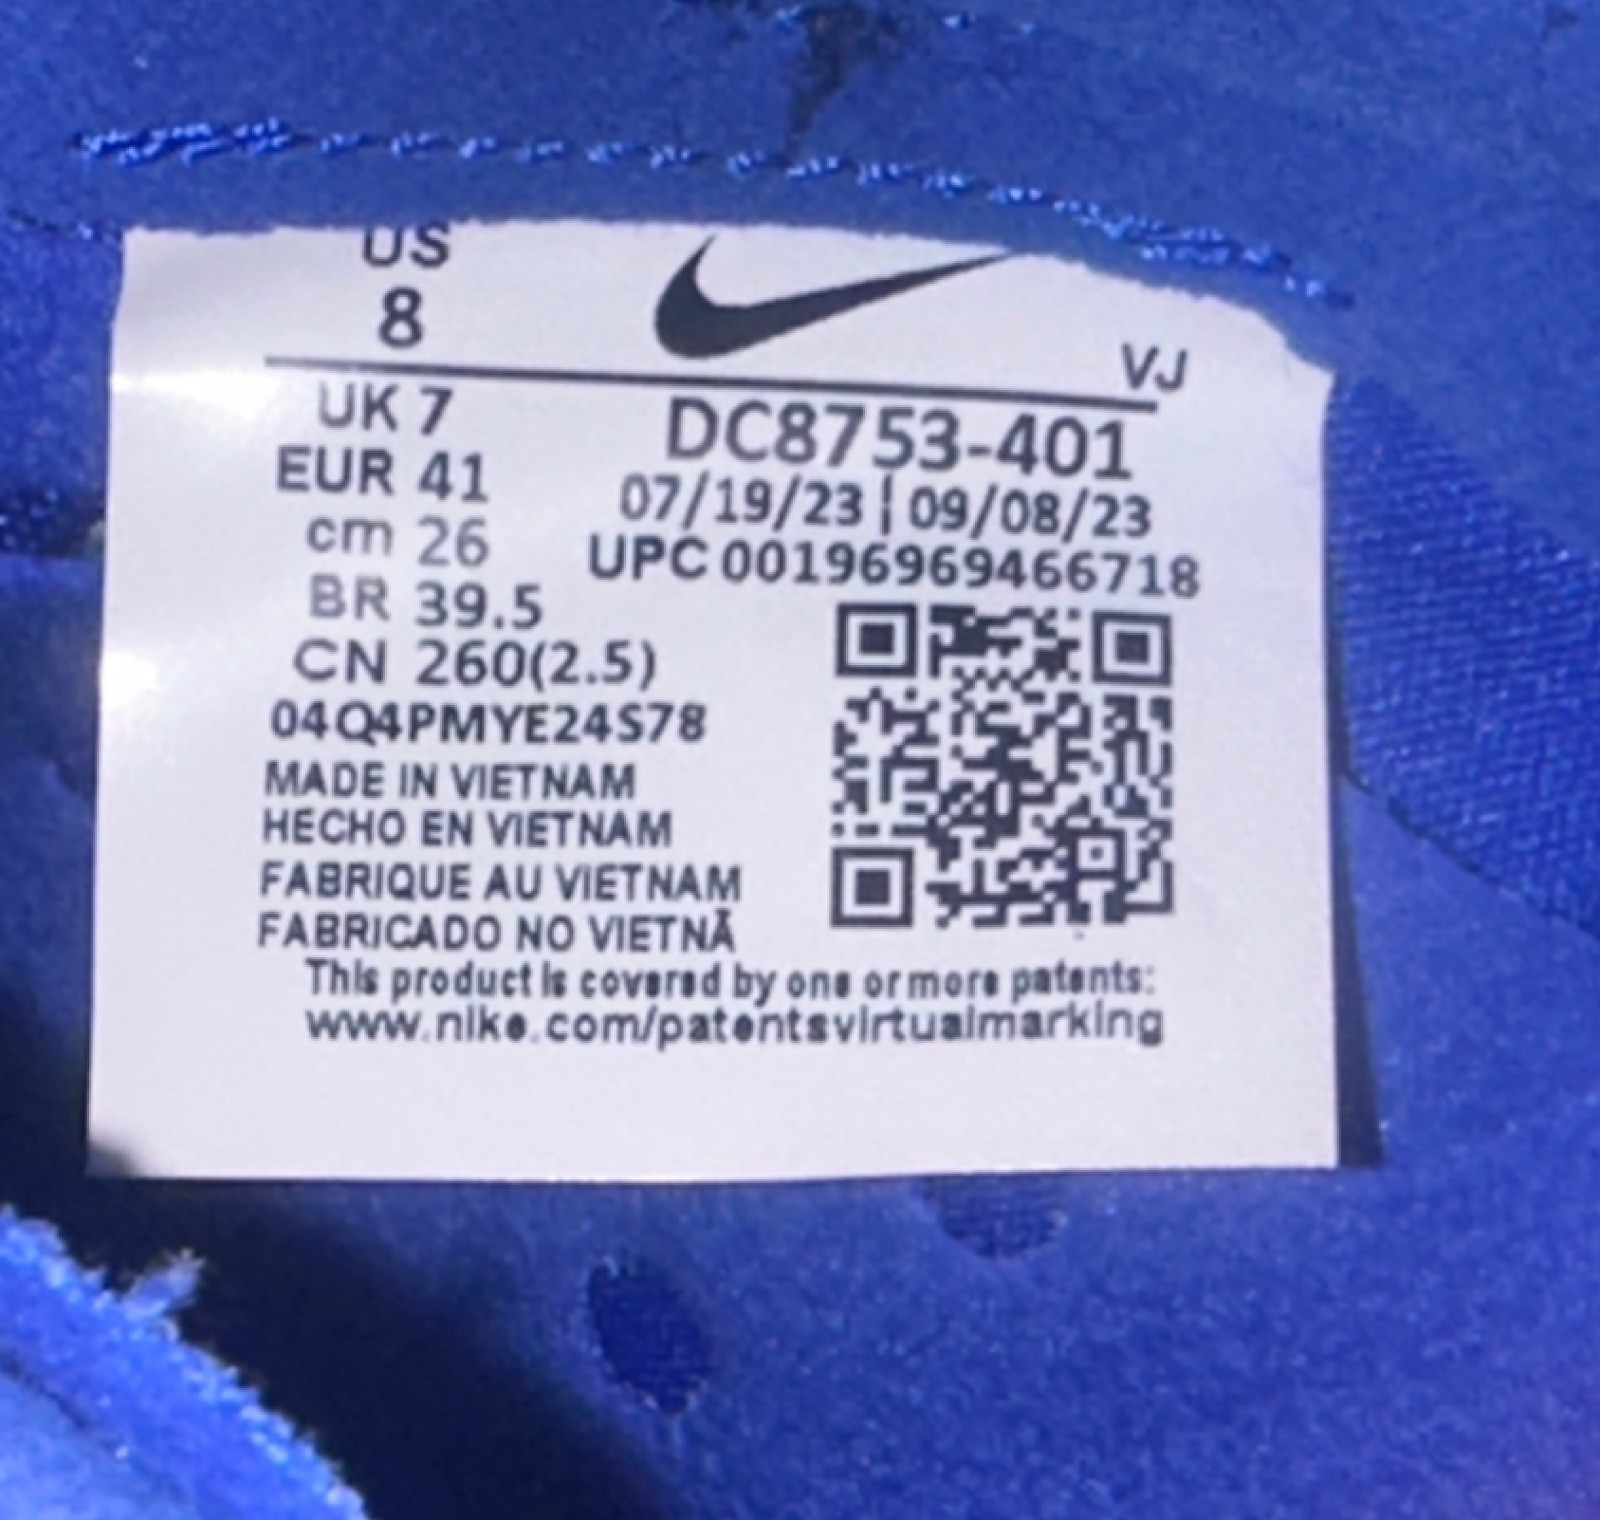 US
8
VJ
UK 7
DC8753-401
EUR 41
07/19/23 | 09/08/23
cm 26
UPC 00196969466718
BR 39.5
CN 260(2.5)
04Q4PMYE24S78
MADE IN VIETNAM
HECHO EN VIETNAM
FABRIQUE AU VIETNAM
FABRICADO NO VIETNÃ
This product is covered by one or more patents:
www.nike.com/patentsvirtualmarking